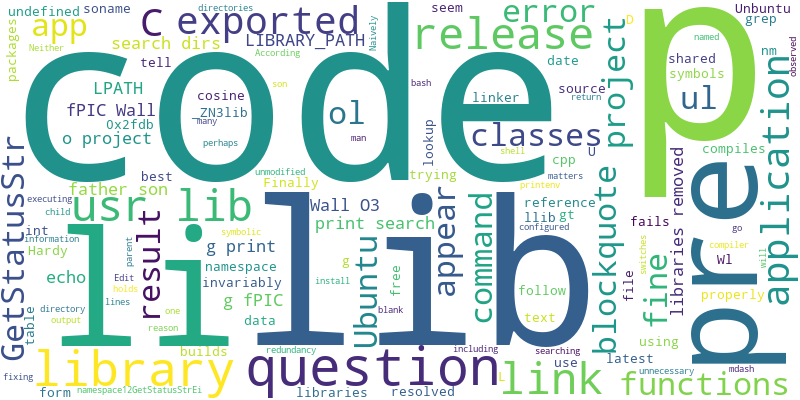 undefined
soname
C
exported
directories
Naively
error
Unbuntu
grep
packages
app
search dirs
Neither
tell
LIBRARY_PATH
According
release
D
named
nm
observed
LPATH
cosine
son
code
p
date
shared
symbols
fPIC Wall
_ZN3lib
bash
linker
source
project
ul
0x2fdb
many
ol
return
application
o project
perhaps
man
lookup
classes
U
cpp
compiles
GetStatusStr
best
unmodified
trying
shell
matters
father son
Finally
printenv
executing
child
usr lib
Wall O3
appear
command
reference
blockquote
libraries removed
pre
int
symbolic
print search
llib
gt
fails
go
information
Hardy
result
g print
Ubuntu
configured
fine
compiler
parent
namespace
g
free
switches
Wl
echo
li
lib
will
table
Edit
holds
invariably
g fPIC
install
follow
file
properly
directory
lines
data
blank
text
output
one
using
form
reason
builds
redundancy
including
searching
latest
fixing
library
question
use
L
link
unnecessary
mdash
namespace12GetStatusStrEi
libraries
resolved
functions